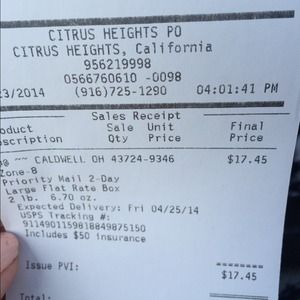 CITRUS HEIGHTS PO
CITRUS HEIGHTS, California
956219998
0566760610 -0098
23/2014 (916)725-1290 04:01:41 PM
Sales Receipt
oduct Sale Unit Final
scription Qty Price Price
@ ~~ CALDWELL OH 43724-9346 $17.45
Zone-8
Priority Mail 2-Day
Large Flat Rate Box
2 lb. 6.70 oz.
Expected Delivery: Fri 04/25/14
USPS Tracking #:
9114901159818849875150
Includes $50 insurance
========
Issue PVI: $17.45
Total: